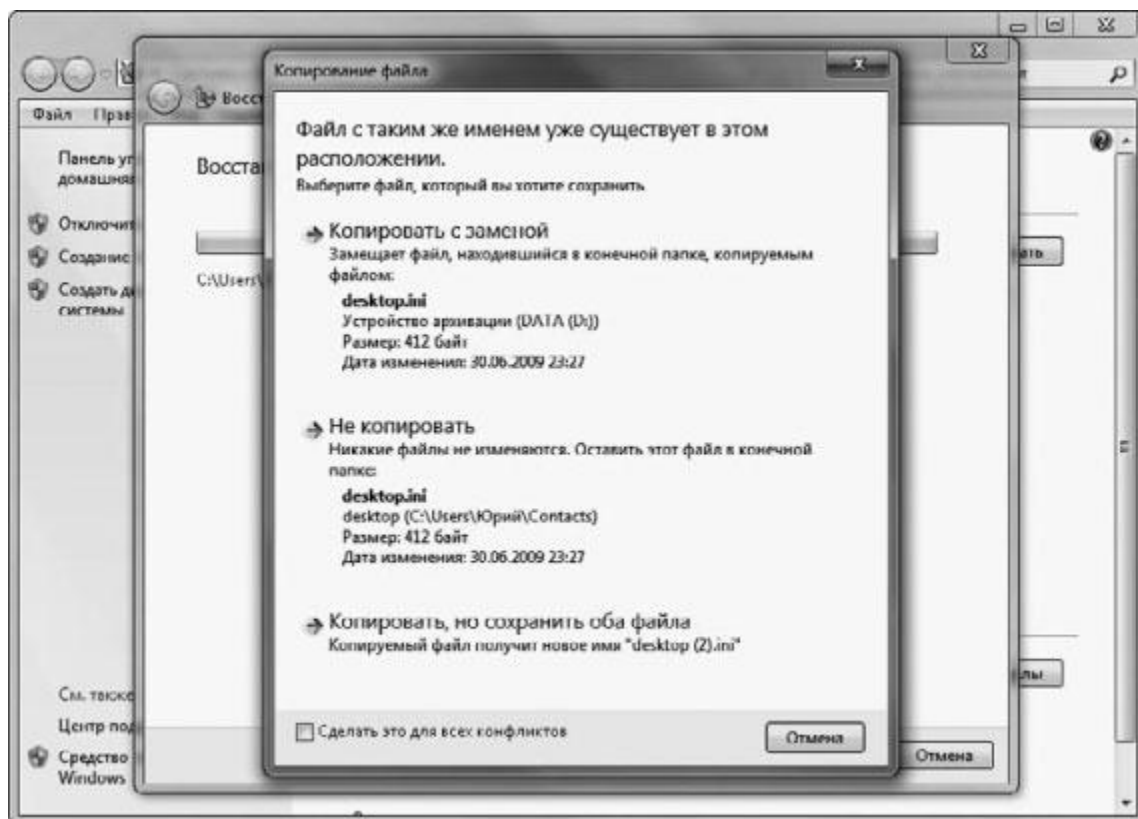 Копирование файла
Файл Прав
Восст
Панель уп
домашняя
Восста
Отключит
Создание
Создать ди
системы
C:\Users\
Файл с таким же именем уже существует в этом
расположении.
Выберите файл, который вы хотите сохранить
Копировать с заменой
Замещает файл, находившийся в конечной папке, копируемым
файлом:
desktop.ini
Устройство архивации (DATA (D:))
Размер: 412 байт
Дата изменения: 30.06.2009 23:27
Не копировать
Никакие файлы не изменяются. Оставить этот файл в конечной
папке:
desktop.ini
desktop (C:\Users\Юрий\Contacts)
Размер: 412 байт
Дата изменения: 30.06.2009 23:27
Копировать, но сохранить оба файла
Копируемый файл получит новое имя "desktop (2).ini"
Сделать это для всех конфликтов
Отмена
Отмена
См. также
Центр под
Средство
Windows
ать
лы